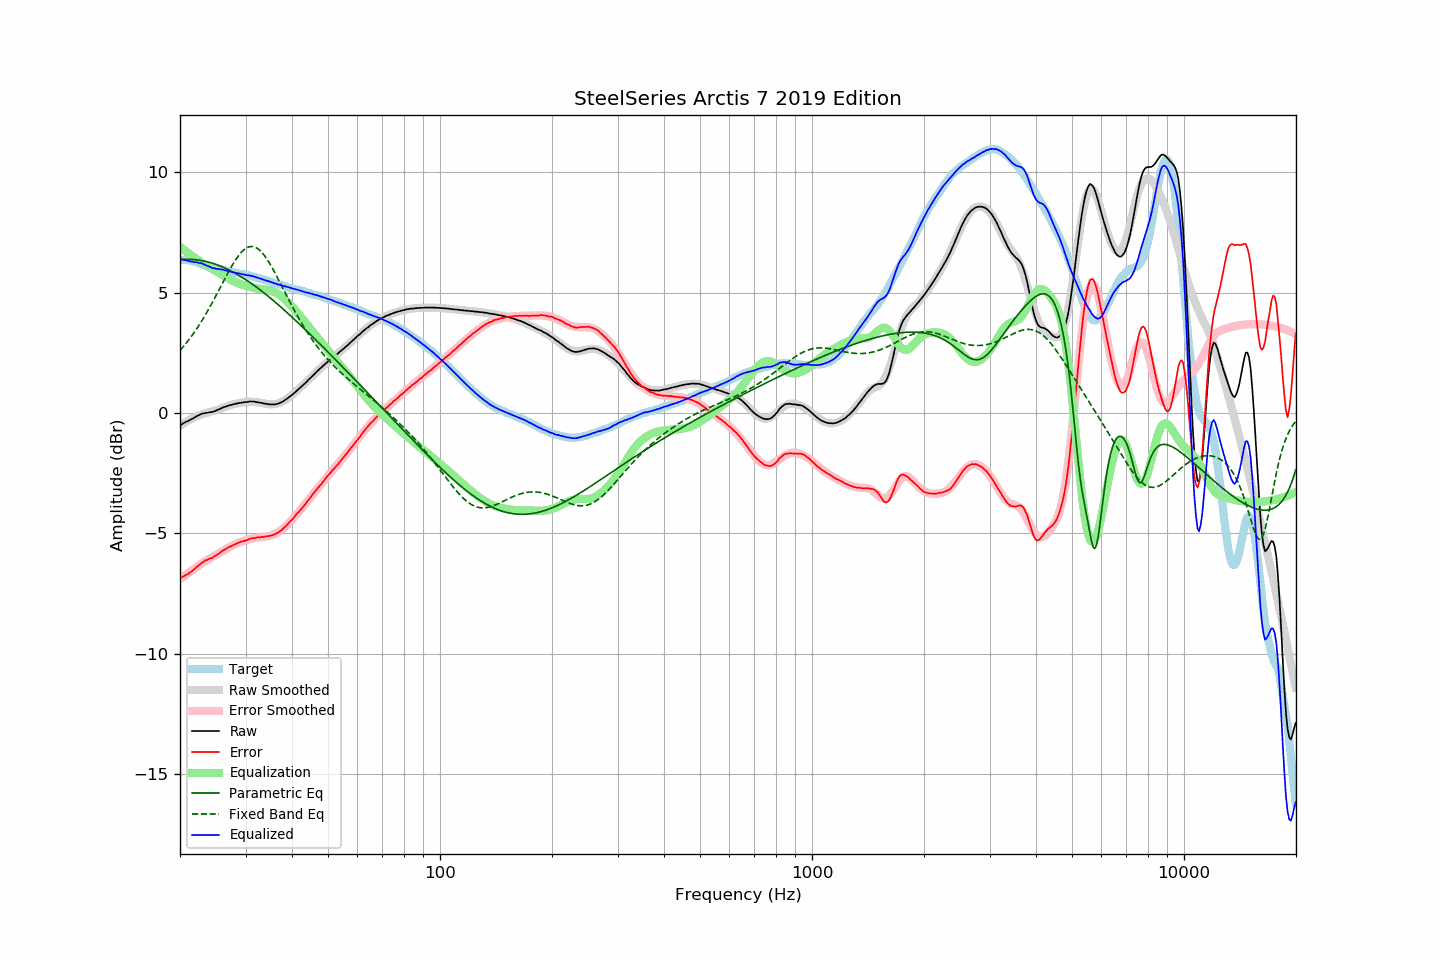 SteelSeries Arctis 7 2019 Edition
10
5
0
−5
−10
−15
Amplitude (dBr)
Target
Raw Smoothed
Error Smoothed
Raw
Error
Equalization
Parametric Eq
Fixed Band Eq
Equalized
100
1000
10000
Frequency (Hz)